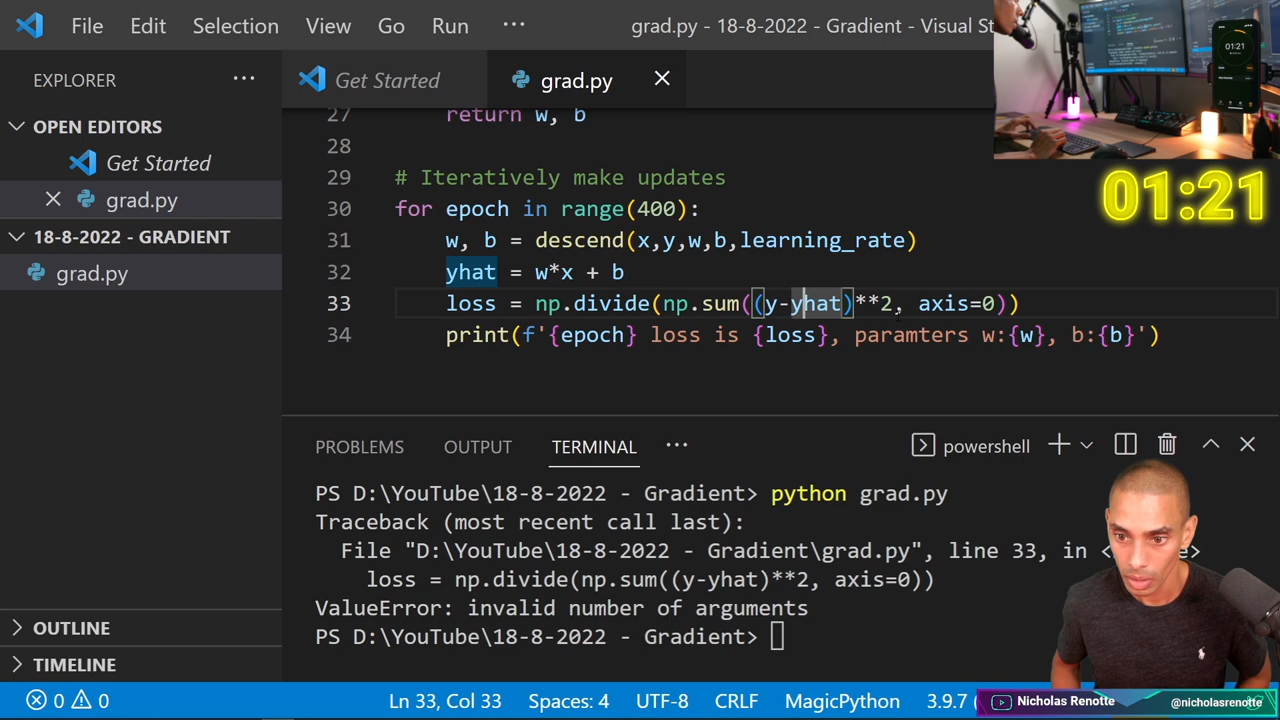 File Edit Selection View Go Run ··· grad.py - 18-8-2022 - Gradient - Visual St
EXPLORER ···
Get Started
grad.py
OPEN EDITORS
Get Started
grad.py
18-8-2022 - GRADIENT
grad.py
27 return w, b
28
29 # Iteratively make updates
30 for epoch in range(400):
31 w, b = descend(x,y,w,b,learning_rate)
32 yhat = w*x + b
33 loss = np.divide(np.sum((y-yhat)**2, axis=0))
34 print(f'{epoch} loss is {loss}, paramters w:{w}, b:{b}')
01:21
01:21
PROBLEMS OUTPUT TERMINAL ··· powershell
PS D:\YouTube\18-8-2022 - Gradient> python grad.py
Traceback (most recent call last):
File "D:\YouTube\18-8-2022 - Gradient\grad.py", line 33, in <
loss = np.divide(np.sum((y-yhat)**2, axis=0))
ValueError: invalid number of arguments
PS D:\YouTube\18-8-2022 - Gradient>
OUTLINE
TIMELINE
0 0 Ln 33, Col 33 Spaces: 4 UTF-8 CRLF MagicPython 3.9.7
Nicholas Renotte @nicholasrenotte